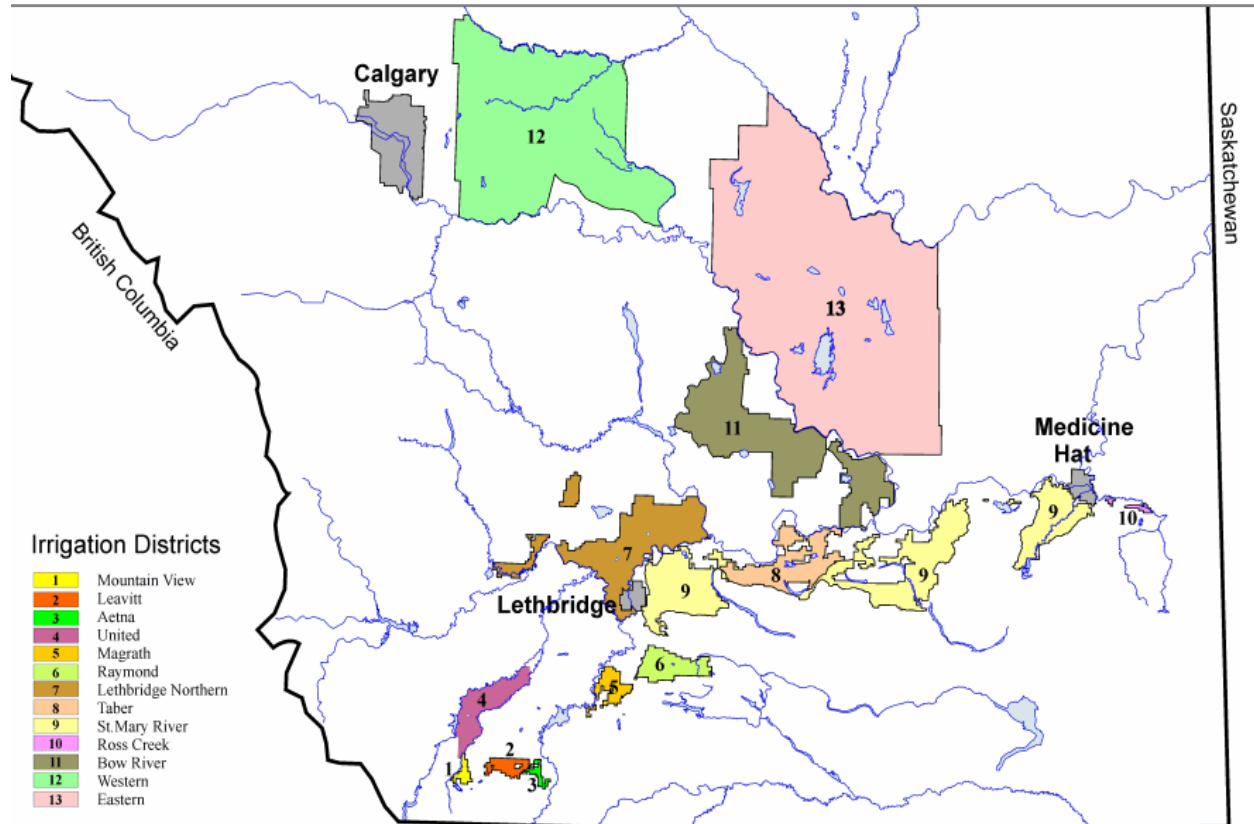 Calgary
12
Saskatchewan
British Columbia
13
11
Medicine
Hat
9
10
7
8
9
9
Lethbridge
6
5
4
2
1
3
Irrigation Districts
1 Mountain View
2 Leavitt
3 Aetna
4 United
5 Magrath
6 Raymond
7 Lethbridge Northern
8 Taber
9 St.Mary River
10 Ross Creek
11 Bow River
12 Western
13 Eastern